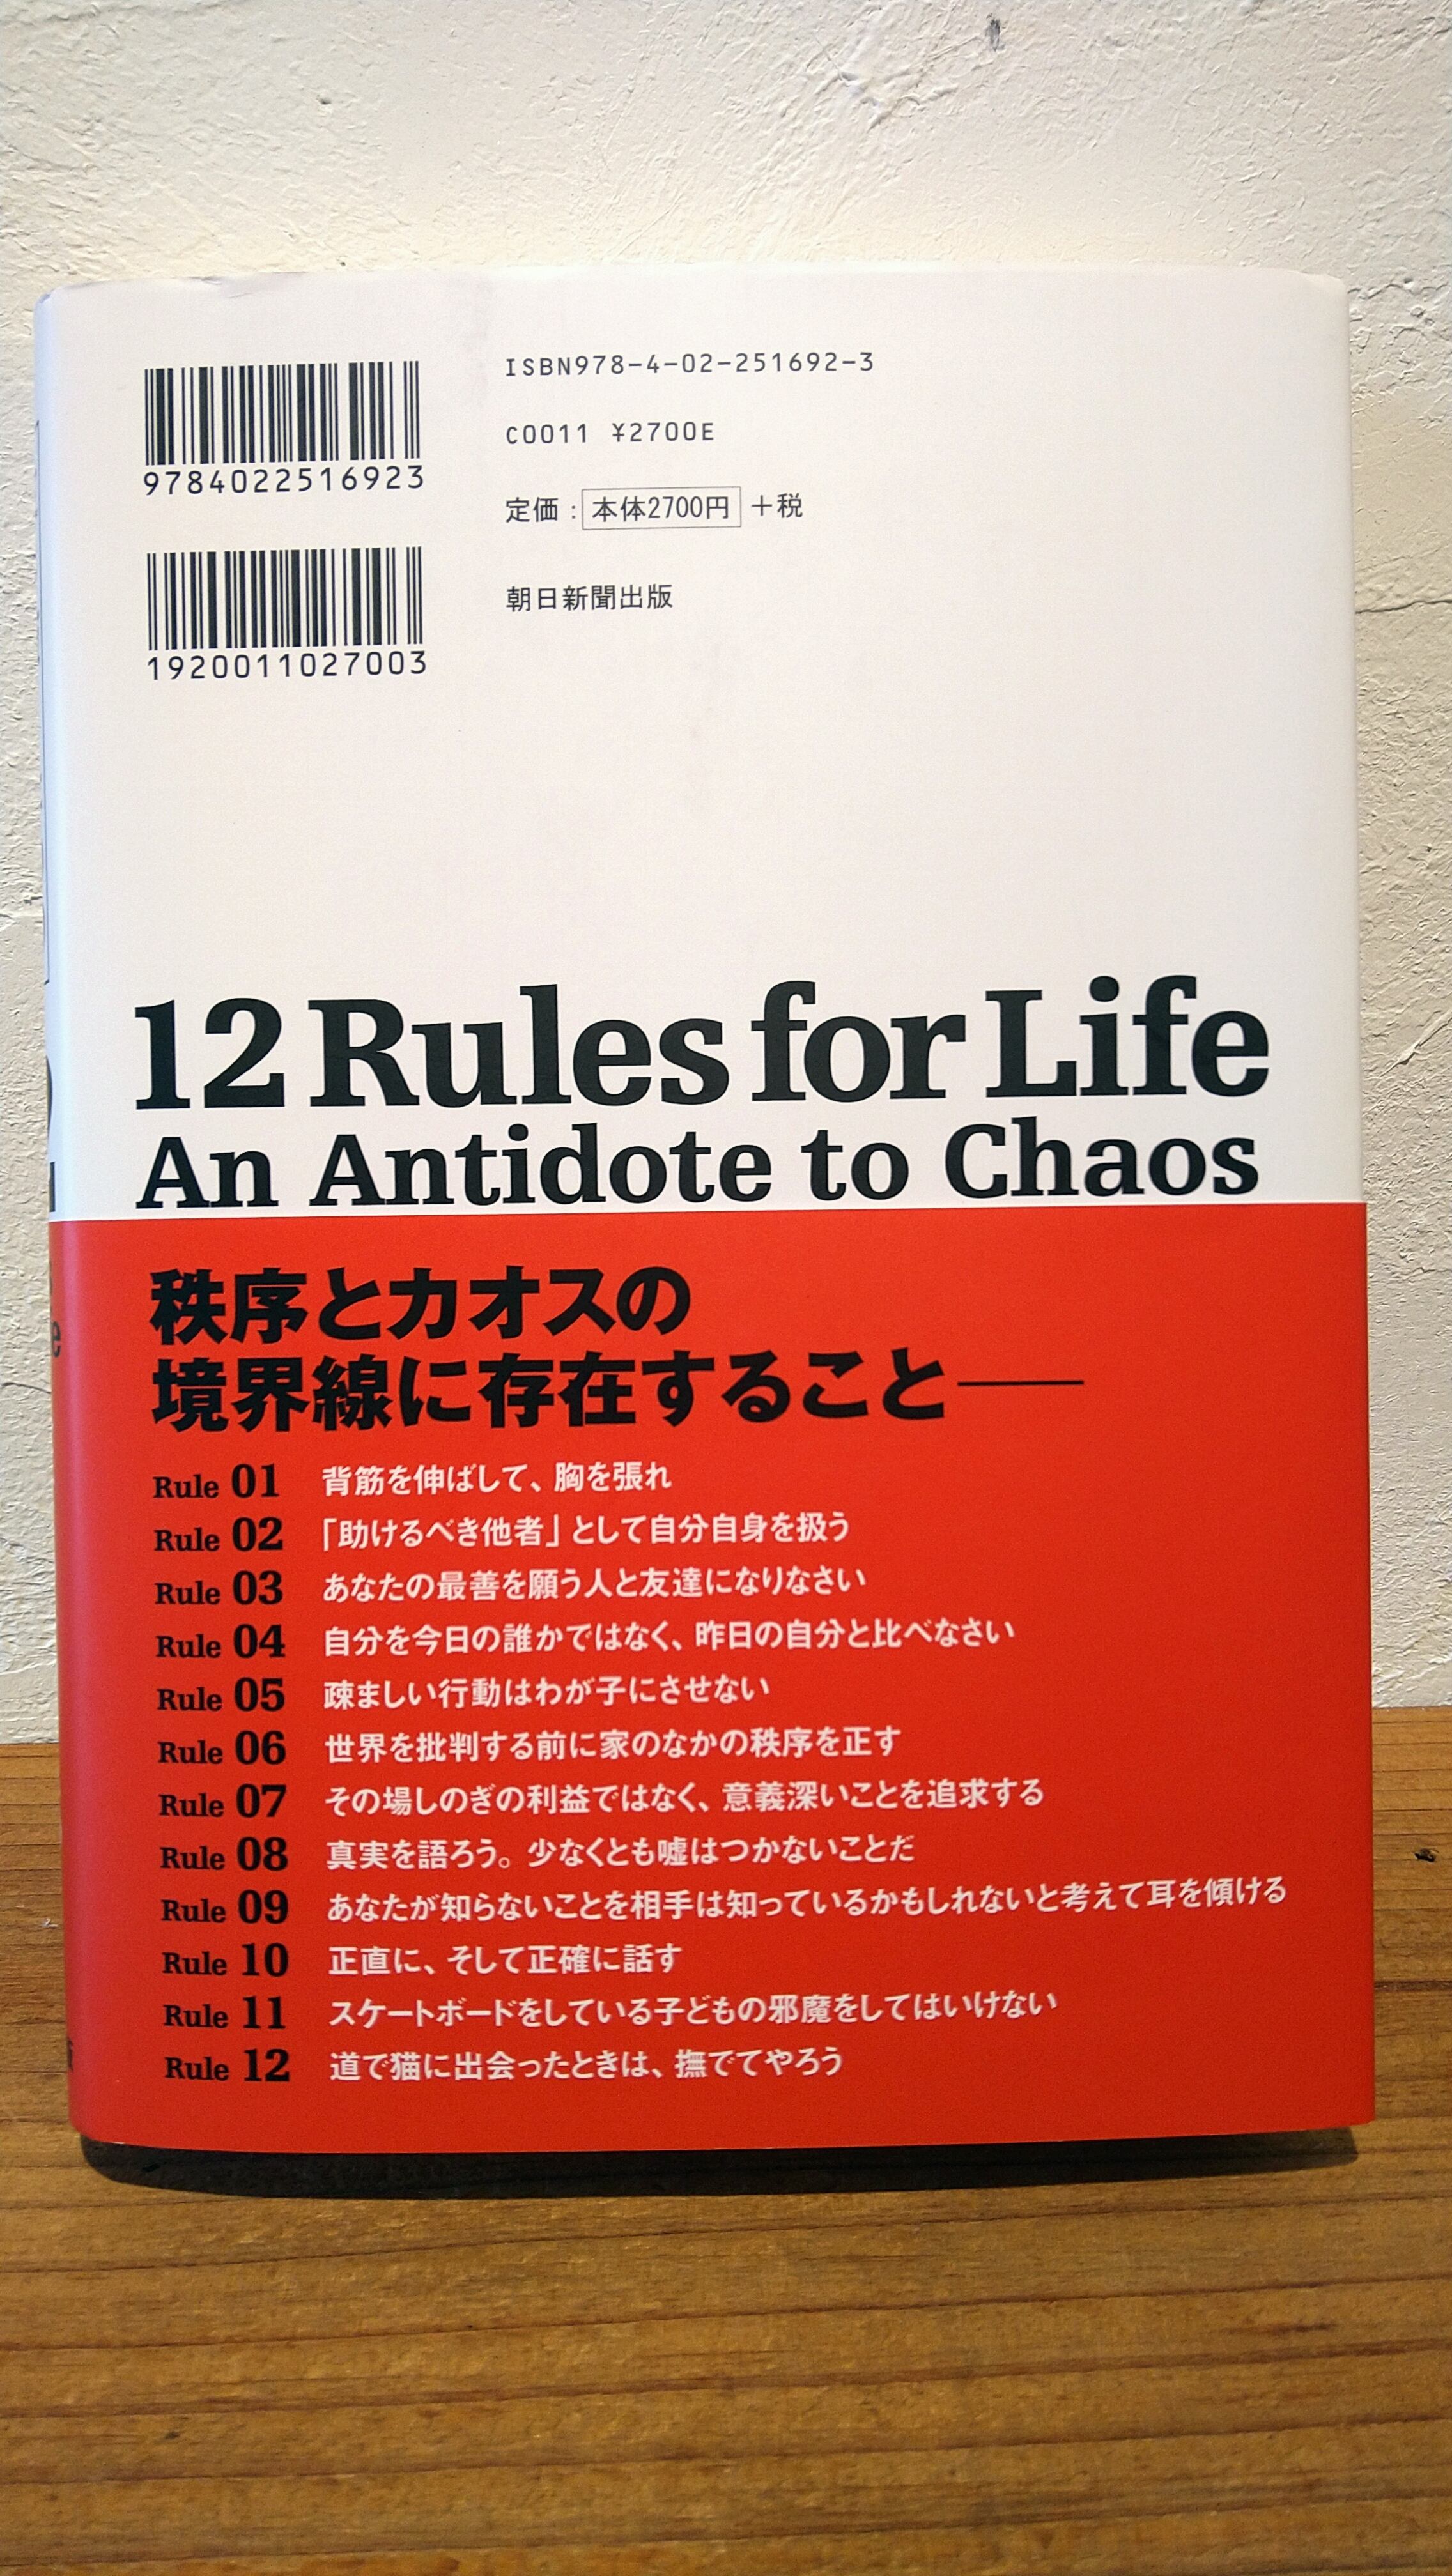 9784022516923
1920011027003
ISBN978-4-02-251692-3
C0011 ¥2700E
定価：本体2700円＋税
朝日新聞出版
12 Rules for Life
An Antidote to Chaos
秩序とカオスの
境界線に存在すること――
Rule 01 背筋を伸ばして、胸を張れ
Rule 02 「助けるべき他者」として自分自身を扱う
Rule 03 あなたの最善を願う人と友達になりなさい
Rule 04 自分を今日の誰かではなく、昨日の自分と比べなさい
Rule 05 疎ましい行動はわが子にさせない
Rule 06 世界を批判する前に家のなかの秩序を正す
Rule 07 その場しのぎの利益ではなく、意義深いことを追求する
Rule 08 真実を語ろう。少なくとも嘘はつかないことだ
Rule 09 あなたが知らないことを相手は知っているかもしれないと考えて耳を傾ける
Rule 10 正直に、そして正確に話す
Rule 11 スケートボードをしている子どもの邪魔をしてはいけない
Rule 12 道で猫に出会ったときは、撫でてやろう